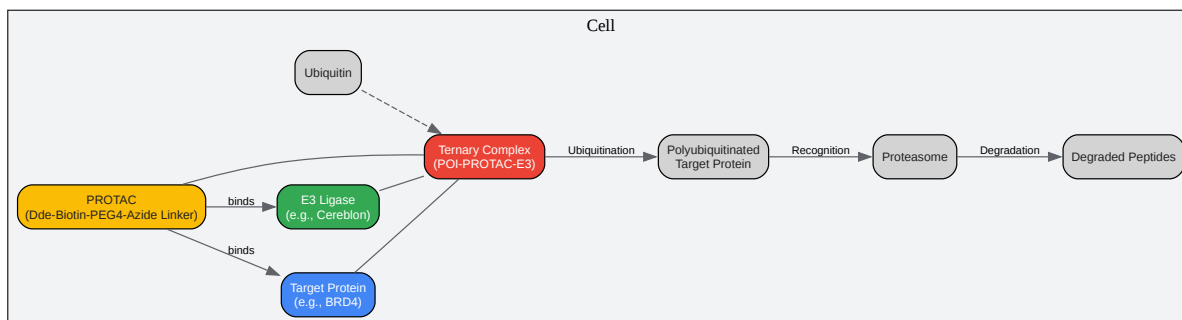 Cell
Ubiquitin
Ternary Complex
(POI-PROTAC-E3)
Ubiquitination
Polyubiquitinated
Target Protein
Recognition
Proteasome
Degradation
Degraded Peptides
PROTAC
(Dde-Biotin-PEG4-Azide Linker)
binds
E3 Ligase
(e.g., Cereblon)
binds
Target Protein
(e.g., BRD4)